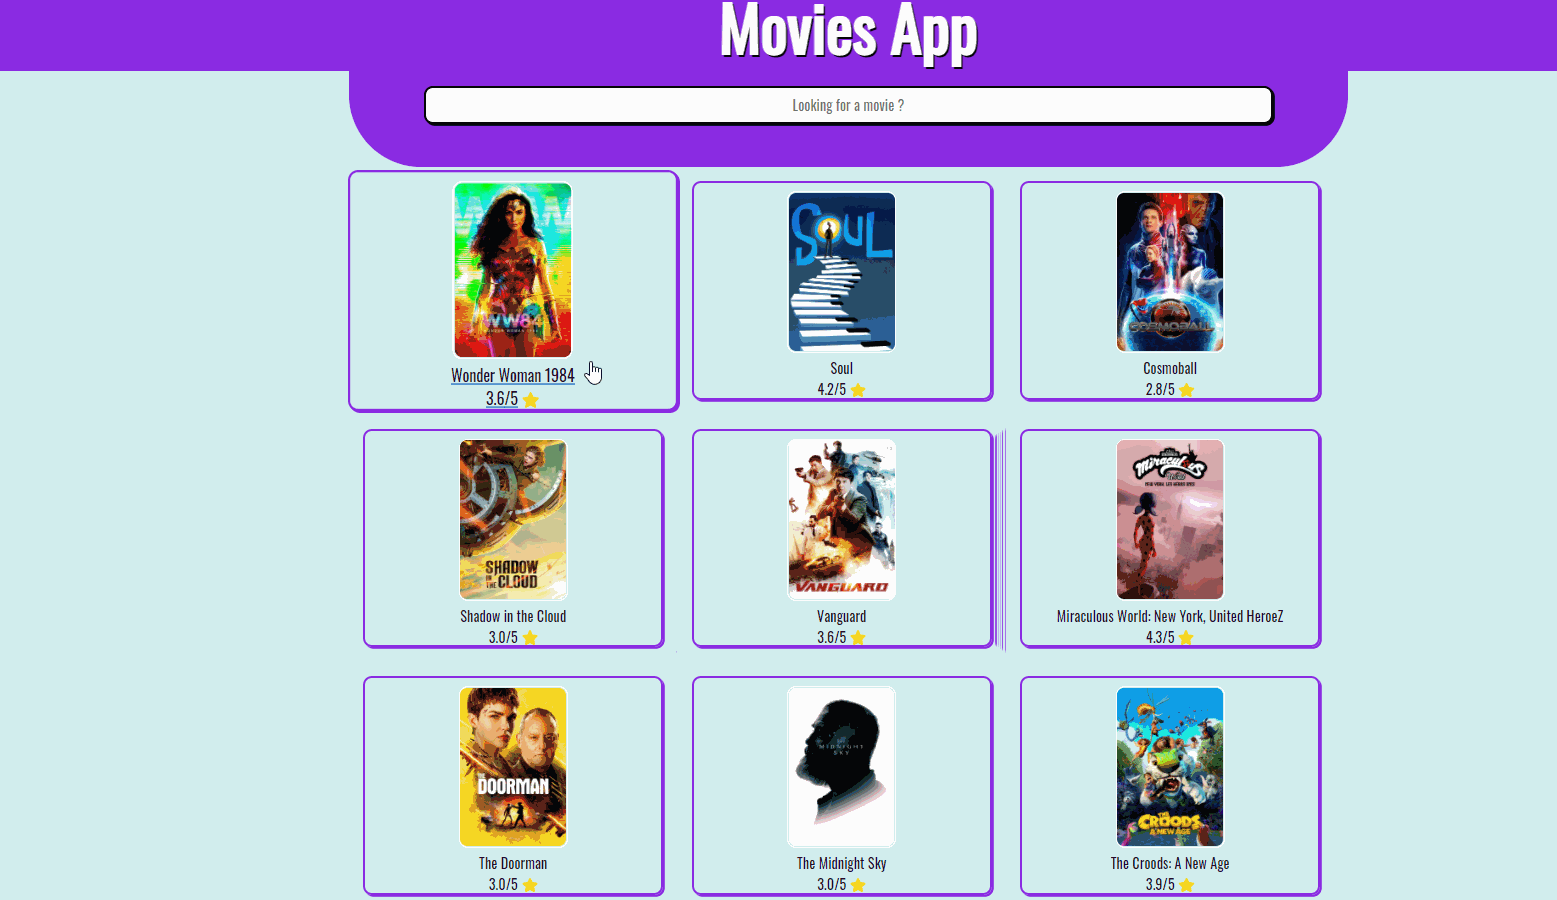 Movies App
Looking for a movie ?
WW84
Wonder Woman 1984
3.6/5
SOUL
Soul
4.2/5
COSMOBALL
Cosmoball
2.8/5
SHADOW
IN THE CLOUD
Shadow in the Cloud
3.0/5
VANGUARD
Vanguard
3.6/5
Miraculous
Miraculous World: New York, United HeroeZ
4.3/5
THE
DOORMAN
The Doorman
3.0/5
MIDNIGHT
SKY
The Midnight Sky
3.0/5
THE
CROODS
A NEW AGE
The Croods: A New Age
3.9/5